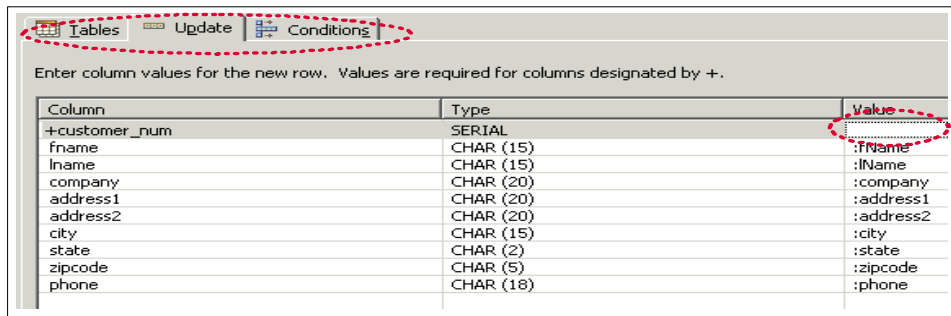 Tables Update Conditions
Enter column values for the new row. Values are required for columns designated by +.
Column Type Value
+customer_num SERIAL
fname CHAR (15) :fName
lname CHAR (15) :lName
company CHAR (20) :company
address1 CHAR (20) :address1
address2 CHAR (20) :address2
city CHAR (15) :city
state CHAR (2) :state
zipcode CHAR (5) :zipcode
phone CHAR (18) :phone